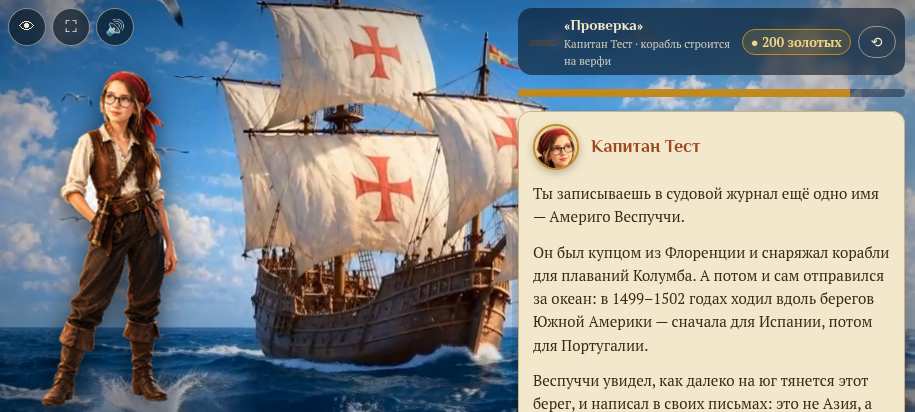 «Проверка»
Капитан Тест · корабль строится
на верфи
● 200 золотых
Капитан Тест
Ты записываешь в судовой журнал ещё одно имя
— Америго Веспуччи.
Он был купцом из Флоренции и снаряжал корабли
для плаваний Колумба. А потом и сам отправился
за океан: в 1499–1502 годах ходил вдоль берегов
Южной Америки — сначала для Испании, потом
для Португалии.
Веспуччи увидел, как далеко на юг тянется этот
берег, и написал в своих письмах: это не Азия, а